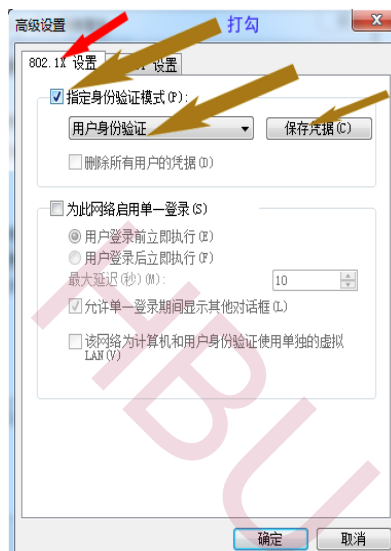 高级设置
打勾
802.1X 设置
设置
指定身份验证模式(P):
用户身份验证
保存凭据(C)
删除所有用户的凭据(D)
为此网络启用单一登录(S)
用户登录前立即执行(E)
用户登录后立即执行(F)
最大延迟(秒)(M):
10
允许单一登录期间显示其他对话框(L)
该网络为计算机和用户身份验证使用单独的虚拟
LAN(V)
HBU
确定
取消